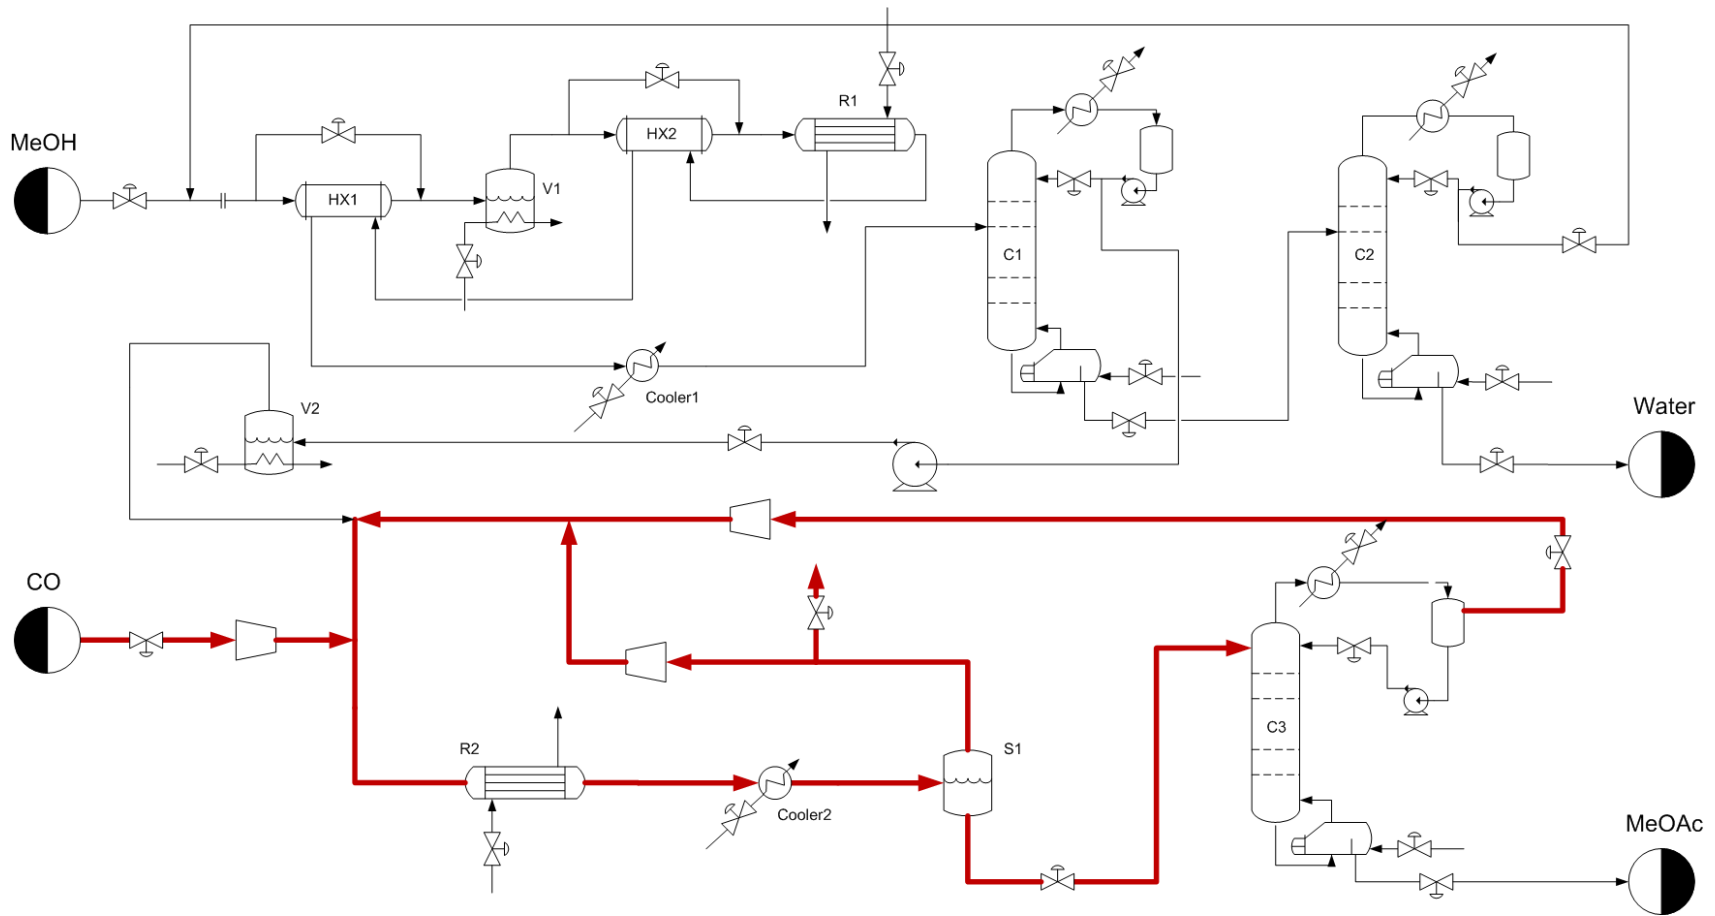 R1
MeOH
HX2
HX1
V1
C1
C2
Cooler1
V2
Water
CO
R2
S1
C3
Cooler2
MeOAc